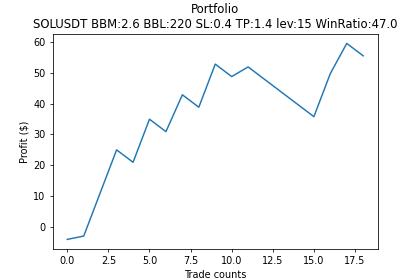 Portfolio
SOLUSDT BBM:2.6 BBL:220 SL:0.4 TP:1.4 lev:15 WinRatio:47.0
60
50
40
30
20
10
0
Profit ($)
0.0 2.5 5.0 7.5 10.0 12.5 15.0 17.5
Trade counts